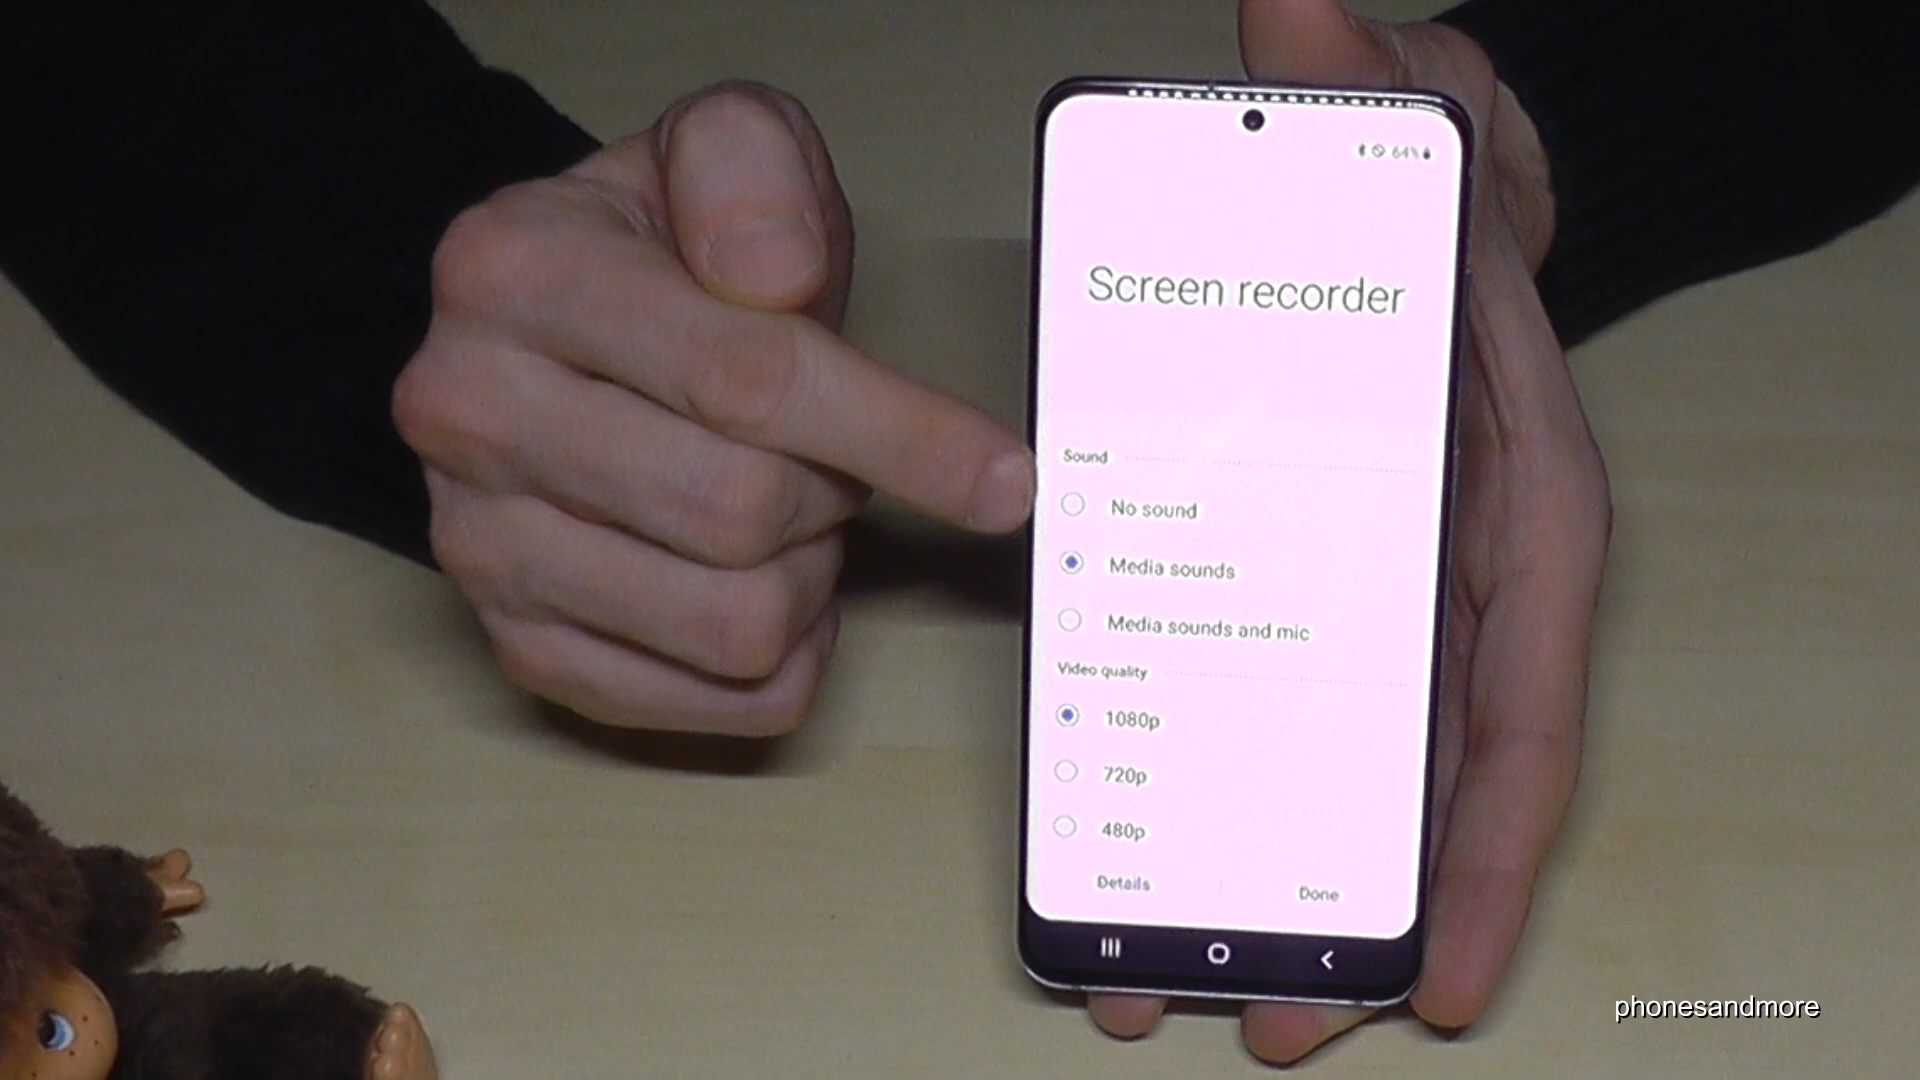 64%
Screen recorder
Sound
No sound
Media sounds
Media sounds and mic
Video quality
1080p
720p
480p
Details
Done
phonesandmore